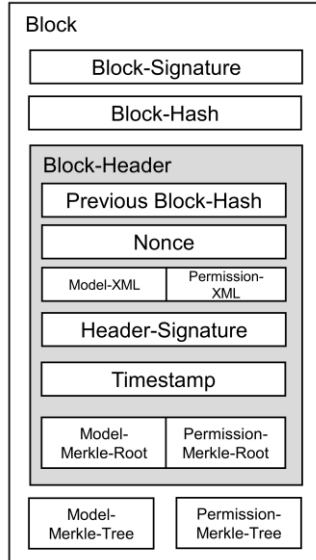 Block
Block-Signature
Block-Hash
Block-Header
Previous Block-Hash
Nonce
Model-XML
Permission-
XML
Header-Signature
Timestamp
Model-
Merkle-Root
Permission-
Merkle-Root
Model-
Merkle-Tree
Permission-
Merkle-Tree